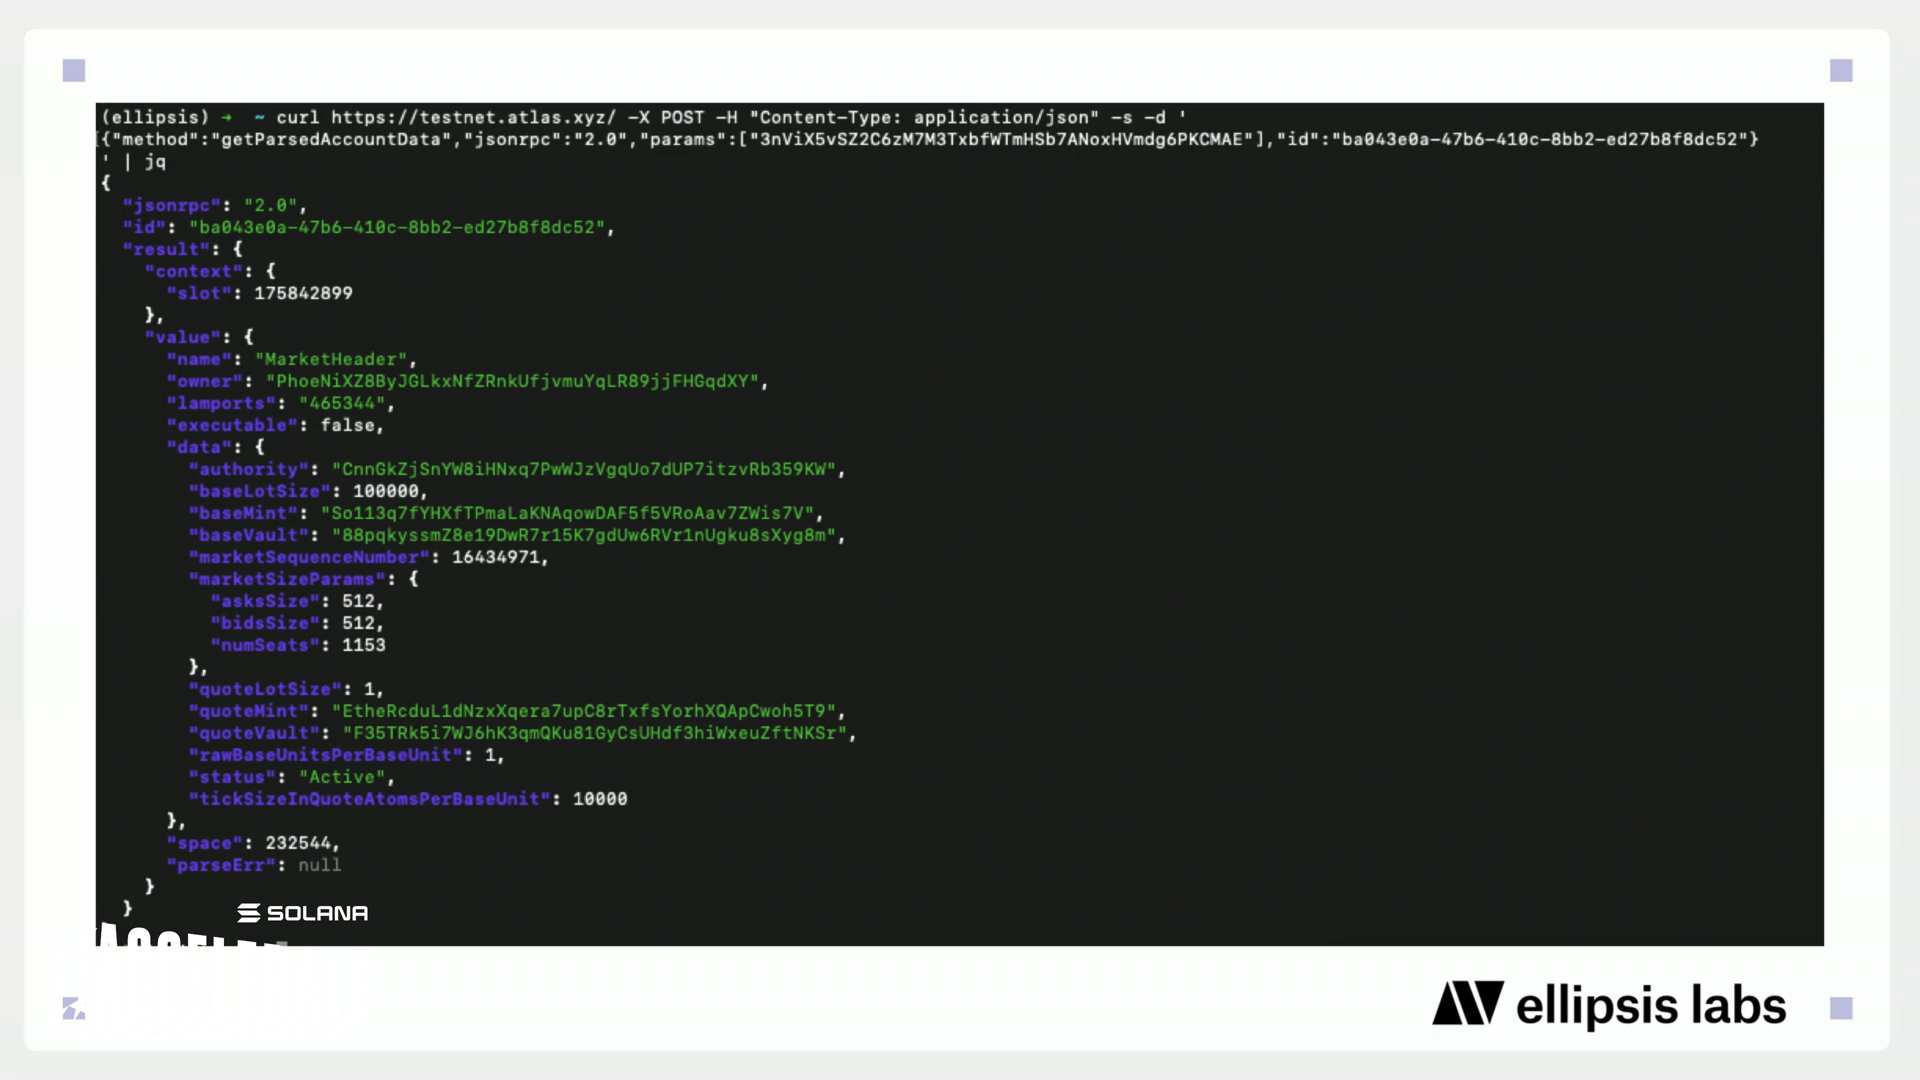 (ellipsis) → ~ curl https://testnet.atlas.xyz/ -X POST -H "Content-Type: application/json" -s -d '
[{"method":"getParsedAccountData","jsonrpc":"2.0","params":["3nViX5vSZ2C6zM7M3TxbfWTmHSb7ANoxHVmdg6PKCMAE"],"id":"ba043e0a-47b6-410c-8bb2-ed27b8f8dc52"}
' | jq
{
"jsonrpc": "2.0",
"id": "ba043e0a-47b6-410c-8bb2-ed27b8f8dc52",
"result": {
"context": {
"slot": 175842899
},
"value": {
"name": "MarketHeader",
"owner": "PhoeNiXZ8ByJGLkxNfZRnkUfjvmuYqLR89jjFHGqdXY",
"lamports": "465344",
"executable": false,
"data": {
"authority": "CnnGkZjSnYW8iHNxq7PwWJzVgqUo7dUP7itzvRb359KW",
"baseLotSize": 100000,
"baseMint": "So113q7fYHXfTPmaLaKNAqowDAF5f5VRoAav7ZWis7V",
"baseVault": "88pqkyssmZ8e19DwR7r15K7gdUw6RVr1nUgku8sXyg8m",
"marketSequenceNumber": 16434971,
"marketSizeParams": {
"asksSize": 512,
"bidsSize": 512,
"numSeats": 1153
},
"quoteLotSize": 1,
"quoteMint": "EtheRcduL1dNzxXqera7upC8rTxfsYorhXQApCwoh5T9",
"quoteVault": "F35TRk5i7WJ6hK3qmQKu81GyCsUHdf3hiWxeuZftNKSr",
"rawBaseUnitsPerBaseUnit": 1,
"status": "Active",
"tickSizeInQuoteAtomsPerBaseUnit": 10000
},
"space": 232544,
"parseErr": null
}
}
SOLANA
ellipsis labs